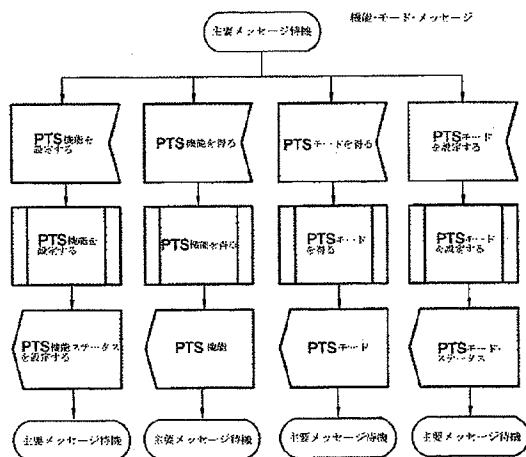 機能・モード・メッセージ
主要メッセージ待機
PTS機能を
設定する
PTS機能を得る
PTSモードを得る
PTSモード
を設定する
PTS機能を
設定する
PTS機能を得る
PTSモード
を得る
PTSモード
を設定する
PTS機能ステータス
を設定する
PTS機能
PTSモード
PTSモード・
ステータス
主要メッセージ待機
主要メッセージ待機
主要メッセージ待機
主要メッセージ待機